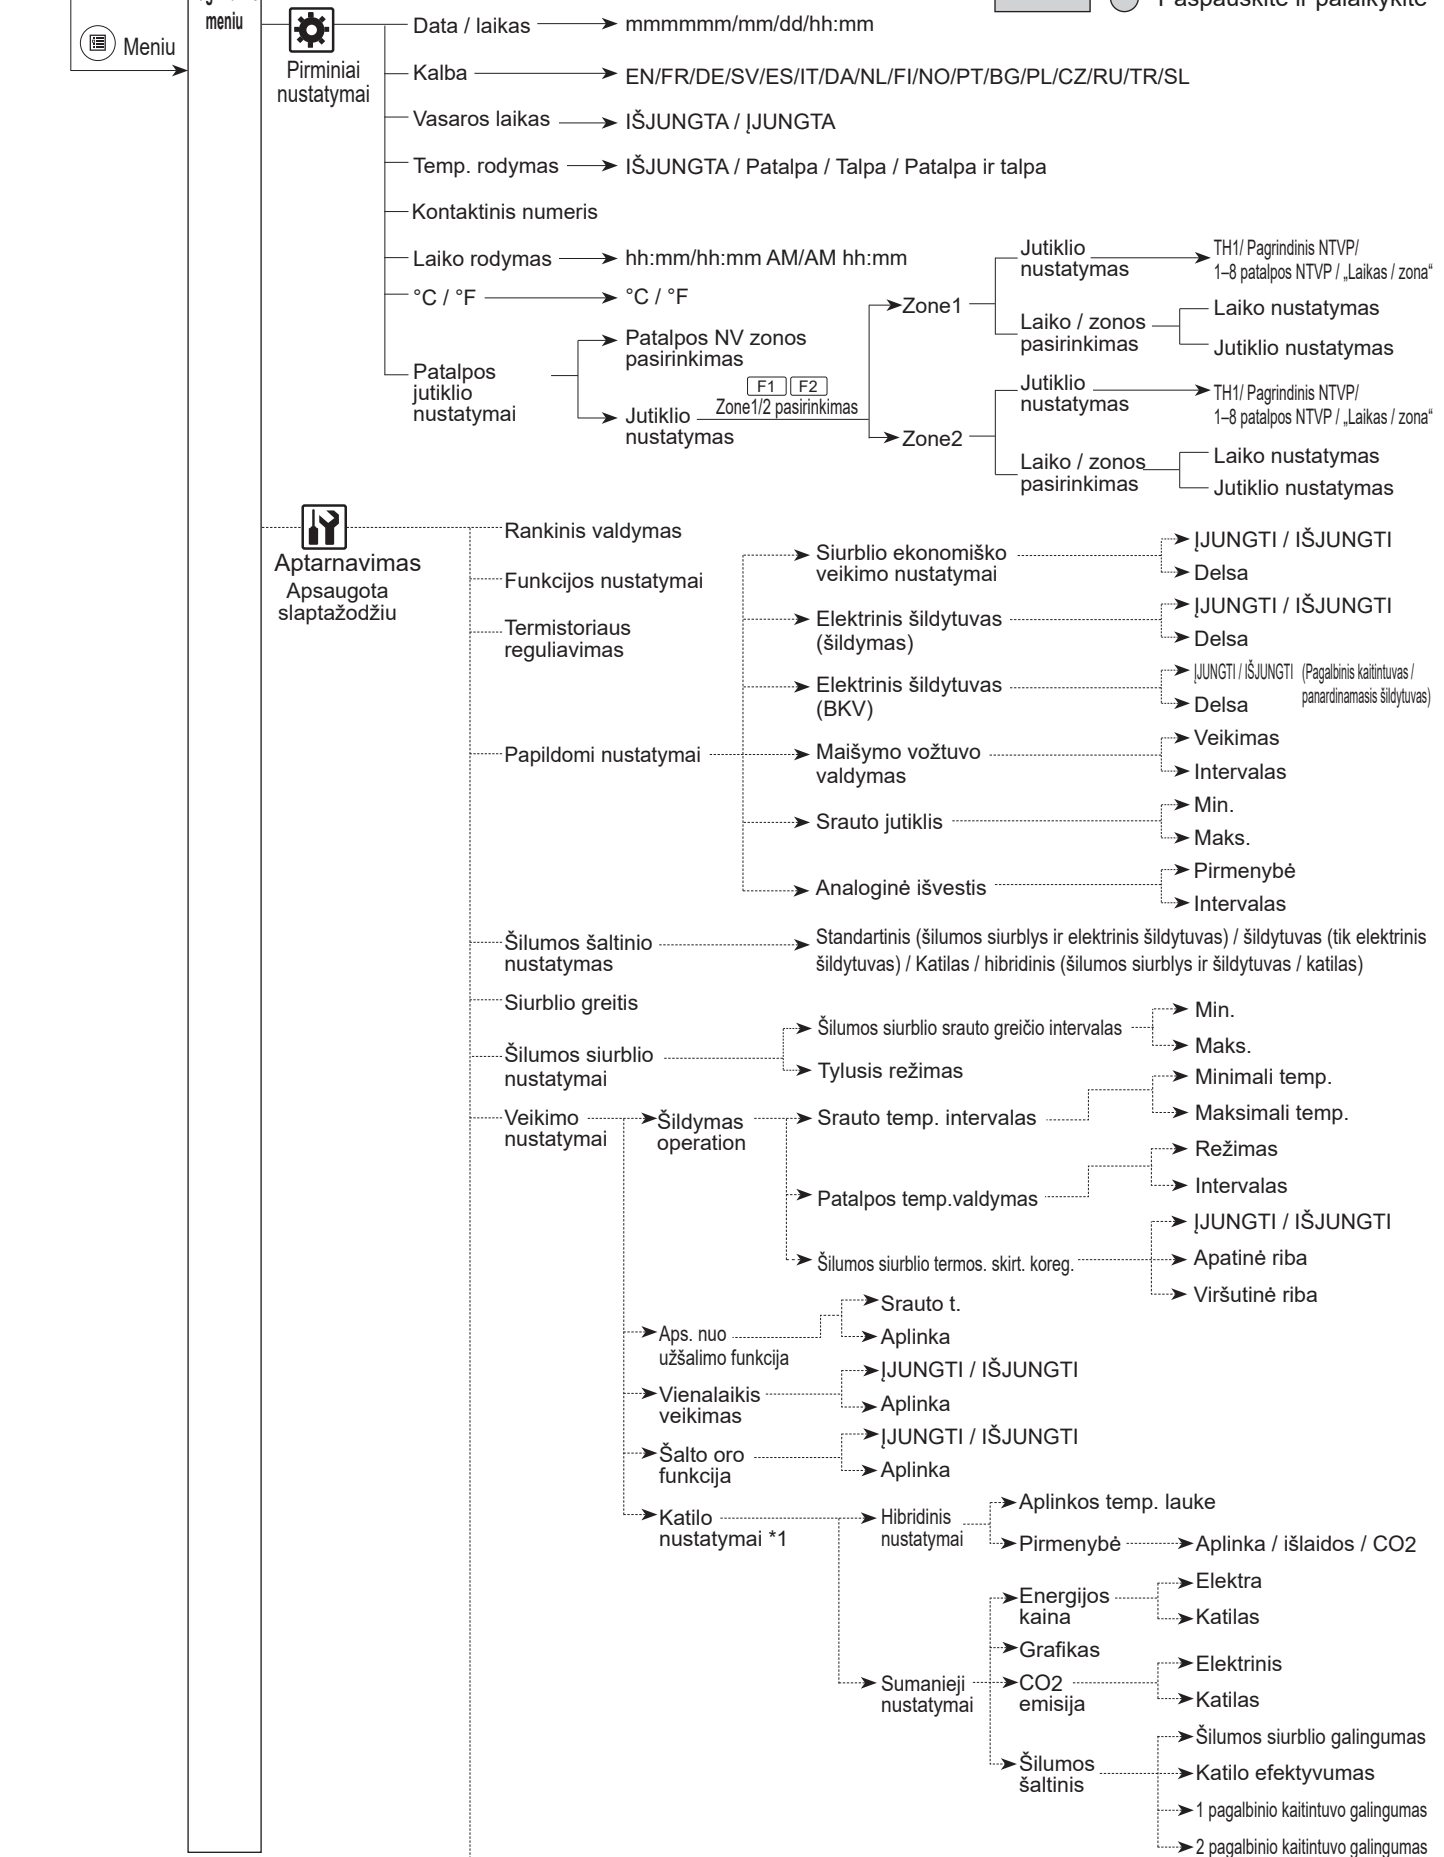 meniu
Paspauskite ir palaikykite
Meniu
Pirminiai
nustatymai
Data / laikas
mmmmmm/mm/dd/hh:mm
Kalba
EN/FR/DE/SV/ES/IT/DA/NL/FI/NO/PT/BG/PL/CZ/RU/TR/SL
Vasaros laikas
IŠJUNGTA / ĮJUNGTA
Temp. rodymas
IŠJUNGTA / Patalpa / Talpa / Patalpa ir talpa
Kontaktinis numeris
Laiko rodymas
hh:mm/hh:mm AM/AM hh:mm
°C / °F
°C / °F
Patalpos
jutiklio
nustatymai
Patalpos NV zonos
pasirinkimas
Jutiklio
nustatymas
F1 F2
Zone1/2 pasirinkimas
Zone1
Jutiklio
nustatymas
TH1/ Pagrindinis NTVP/
1–8 patalpos NTVP / „Laikas / zona“
Laiko / zonos
pasirinkimas
Laiko nustatymas
Jutiklio nustatymas
Zone2
Jutiklio
nustatymas
TH1/ Pagrindinis NTVP/
1–8 patalpos NTVP / „Laikas / zona“
Laiko / zonos
pasirinkimas
Laiko nustatymas
Jutiklio nustatymas
Aptarnavimas
Apsaugota
slaptažodžiu
Rankinis valdymas
Funkcijos nustatymai
Termistoriaus
reguliavimas
Papildomi nustatymai
Siurblio ekonomiško
veikimo nustatymai
ĮJUNGTI / IŠJUNGTI
Delsa
Elektrinis šildytuvas
(šildymas)
ĮJUNGTI / IŠJUNGTI
Delsa
Elektrinis šildytuvas
(BKV)
ĮJUNGTI / IŠJUNGTI (Pagalbinis kaitintuvas /
panardinamasis šildytuvas)
Delsa
Maišymo vožtuvo
valdymas
Veikimas
Intervalas
Srauto jutiklis
Min.
Maks.
Analoginė išvestis
Pirmenybė
Intervalas
Šilumos šaltinio
nustatymas
Standartinis (šilumos siurblys ir elektrinis šildytuvas) / šildytuvas (tik elektrinis
šildytuvas) / Katilas / hibridinis (šilumos siurblys ir šildytuvas / katilas)
Siurblio greitis
Šilumos siurblio
nustatymai
Šilumos siurblio srauto greičio intervalas
Min.
Maks.
Tylusis režimas
Veikimo
nustatymai
Šildymas
operation
Srauto temp. intervalas
Minimali temp.
Maksimali temp.
Patalpos temp.valdymas
Režimas
Intervalas
Šilumos siurblio termos. skirt. koreg.
ĮJUNGTI / IŠJUNGTI
Apatinė riba
Viršutinė riba
Aps. nuo
užšalimo funkcija
Srauto t.
Aplinka
Vienalaikis
veikimas
ĮJUNGTI / IŠJUNGTI
Aplinka
Šalto oro
funkcija
ĮJUNGTI / IŠJUNGTI
Aplinka
Katilo
nustatymai *1
Hibridinis
nustatymai
Aplinkos temp. lauke
Pirmenybė
Aplinka / išlaidos / CO2
Sumanieji
nustatymai
Energijos
kaina
Elektra
Katilas
Grafikas
CO2
emisija
Elektrinis
Katilas
Šilumos
šaltinis
Šilumos siurblio galingumas
Katilo efektyvumas
1 pagalbinio kaitintuvo galingumas
2 pagalbinio kaitintuvo galingumas